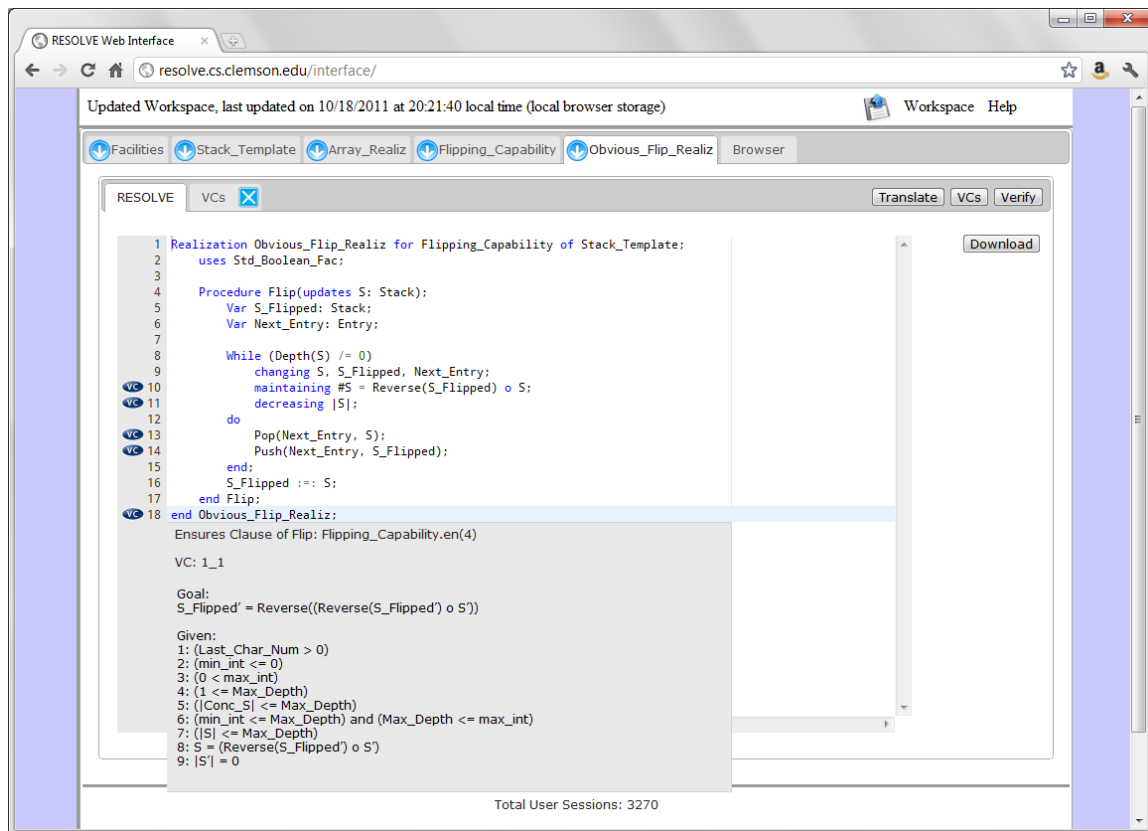 RESOLVE Web Interface
resolve.cs.clemson.edu/interface/
Updated Workspace, last updated on 10/18/2011 at 20:21:40 local time (local browser storage) Workspace Help
Facilities Stack_Template Array_Realiz Flipping_Capability Obvious_Flip_Realiz Browser
RESOLVE VCs Translate VCs Verify
Download
1 Realization Obvious_Flip_Realiz for Flipping_Capability of Stack_Template;
2 uses Std_Boolean_Fac;
3
4 Procedure Flip(updates S: Stack);
5 Var S_Flipped: Stack;
6 Var Next_Entry: Entry;
7
8 While (Depth(S) /= 0)
9 changing S, S_Flipped, Next_Entry;
VC 10 maintaining #S = Reverse(S_Flipped) o S;
VC 11 decreasing |S|;
12 do
VC 13 Pop(Next_Entry, S);
VC 14 Push(Next_Entry, S_Flipped);
15 end;
16 S_Flipped :=: S;
17 end Flip;
VC 18 end Obvious_Flip_Realiz;
Ensures Clause of Flip: Flipping_Capability.en(4)
VC: 1_1
Goal:
S_Flipped′ = Reverse((Reverse(S_Flipped′) o S′))
Given:
1: (Last_Char_Num > 0)
2: (min_int <= 0)
3: (0 < max_int)
4: (1 <= Max_Depth)
5: (|Conc_S| <= Max_Depth)
6: (min_int <= Max_Depth) and (Max_Depth <= max_int)
7: (|S| <= Max_Depth)
8: S = (Reverse(S_Flipped′) o S′)
9: |S′| = 0
Total User Sessions: 3270